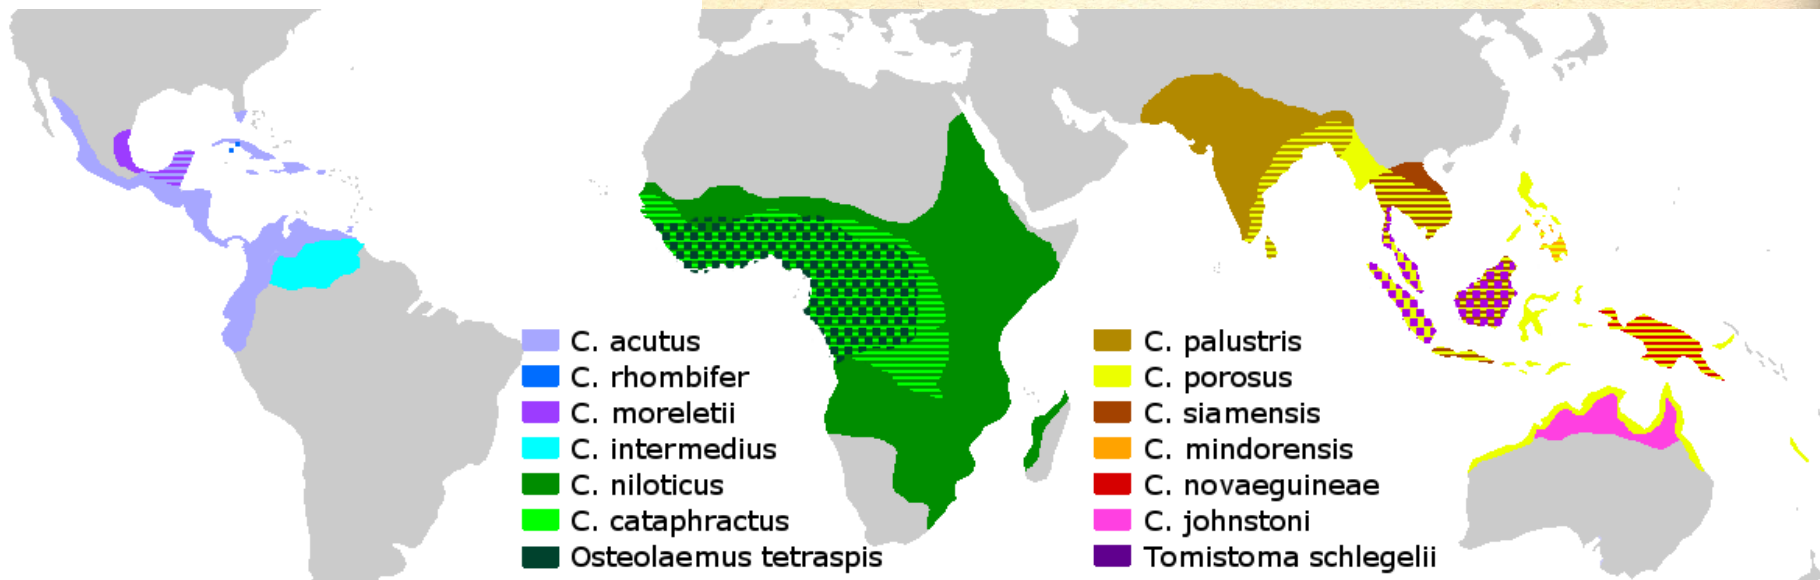 C. acutus
C. rhombifer
C. moreletii
C. intermedius
C. niloticus
C. cataphractus
Osteolaemus tetraspis
C. palustris
C. porosus
C. siamensis
C. mindorensis
C. novaeguineae
C. johnstoni
Tomistoma schlegelii